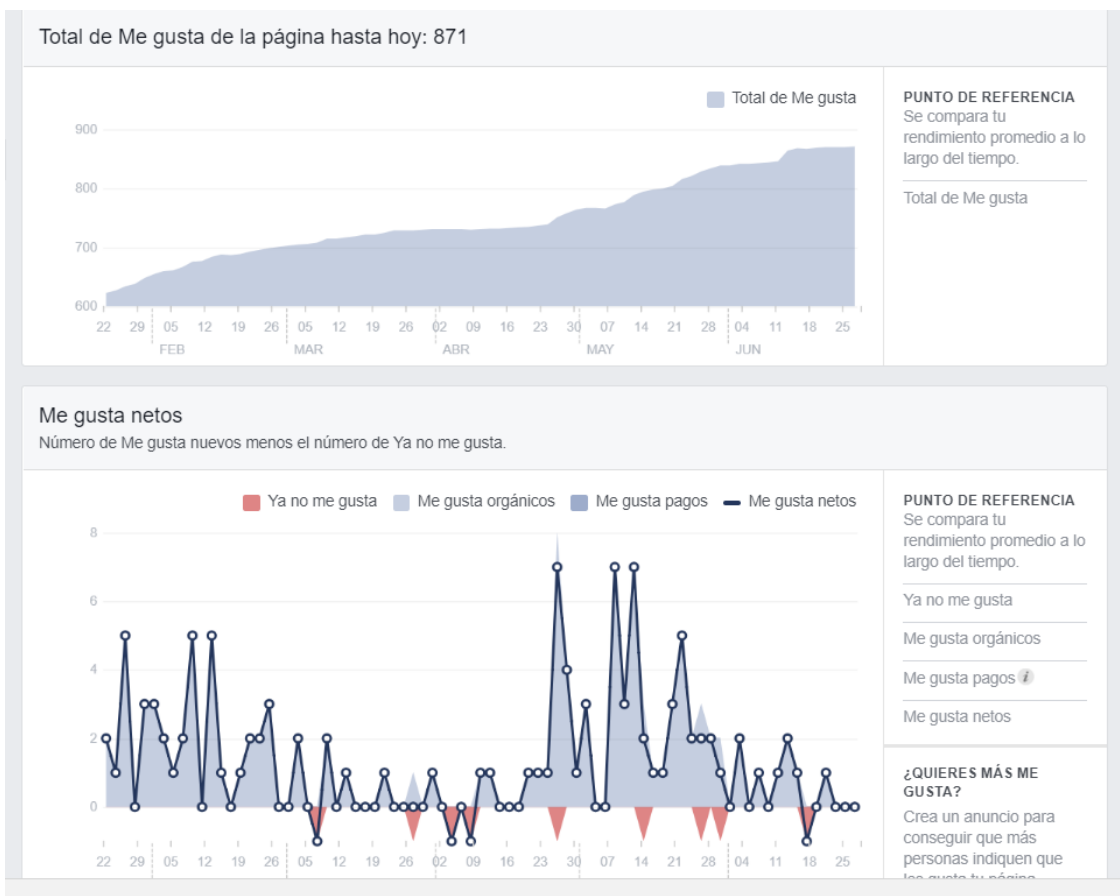 Total de Me gusta de la página hasta hoy: 871
Total de Me gusta
900
800
700
600
22 29 05 12 19 26 05 12 19 26 02 09 16 23 30 07 14 21 28 04 11 18 25
FEB MAR ABR MAY JUN
PUNTO DE REFERENCIA
Se compara tu
rendimiento promedio a lo
largo del tiempo.
Total de Me gusta
Me gusta netos
Número de Me gusta nuevos menos el número de Ya no me gusta.
Ya no me gusta Me gusta orgánicos Me gusta pagos Me gusta netos
8
6
4
2
0
22 29 05 12 19 26 05 12 19 26 02 09 16 23 30 07 14 21 28 04 11 18 25
PUNTO DE REFERENCIA
Se compara tu
rendimiento promedio a lo
largo del tiempo.
Ya no me gusta
Me gusta orgánicos
Me gusta pagos i
Me gusta netos
¿QUIERES MÁS ME
GUSTA?
Crea un anuncio para
conseguir que más
personas indiquen que
les gusta tu página